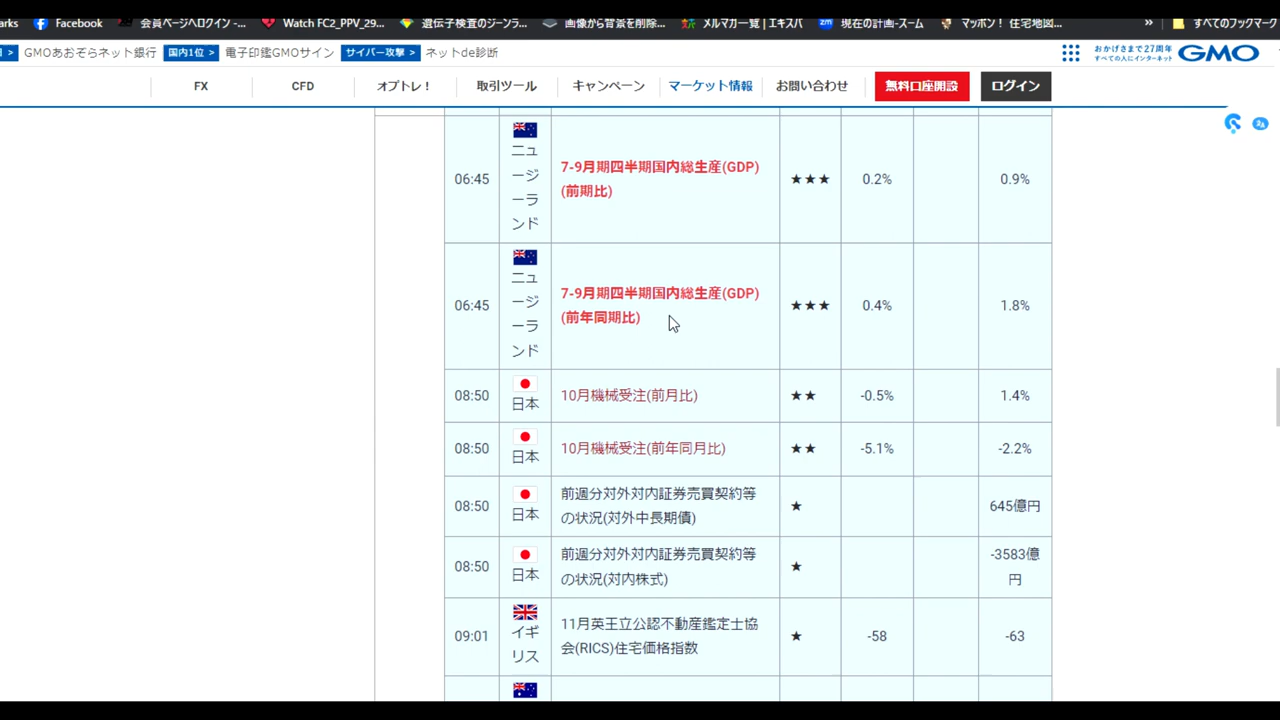 arks Facebook 会員ページへログイン -... Watch FC2_PPV_29... 遺伝子検査のジーンラ... 画像から背景を削除... メルマガ一覧 | エキスパ 現在の計画-スーム マッポン！ 住宅地図... » すべてのブックマーク
> GMOあおぞらネット銀行 国内1位 > 電子印鑑GMOサイン サイバー攻撃 > ネットde診断 おかげさまで27周年
すべての人にインターネット GMO
FX CFD オプトレ！ 取引ツール キャンペーン マーケット情報 お問い合わせ 無料口座開設 ログイン
06:45 ニュ
ージ
ーラ
ンド 7-9月期四半期国内総生産(GDP)
(前期比) ★★★ 0.2% 0.9%
06:45 ニュ
ージ
ーラ
ンド 7-9月期四半期国内総生産(GDP)
(前年同期比) ★★★ 0.4% 1.8%
08:50 日本 10月機械受注(前月比) ★★ -0.5% 1.4%
08:50 日本 10月機械受注(前年同月比) ★★ -5.1% -2.2%
08:50 日本 前週分対外対内証券売買契約等
の状況(対外中長期債) ★ 645億円
08:50 日本 前週分対外対内証券売買契約等
の状況(対内株式) ★ -3583億
円
09:01 イギ
リス 11月英王立公認不動産鑑定士協
会(RICS)住宅価格指数 ★ -58 -63